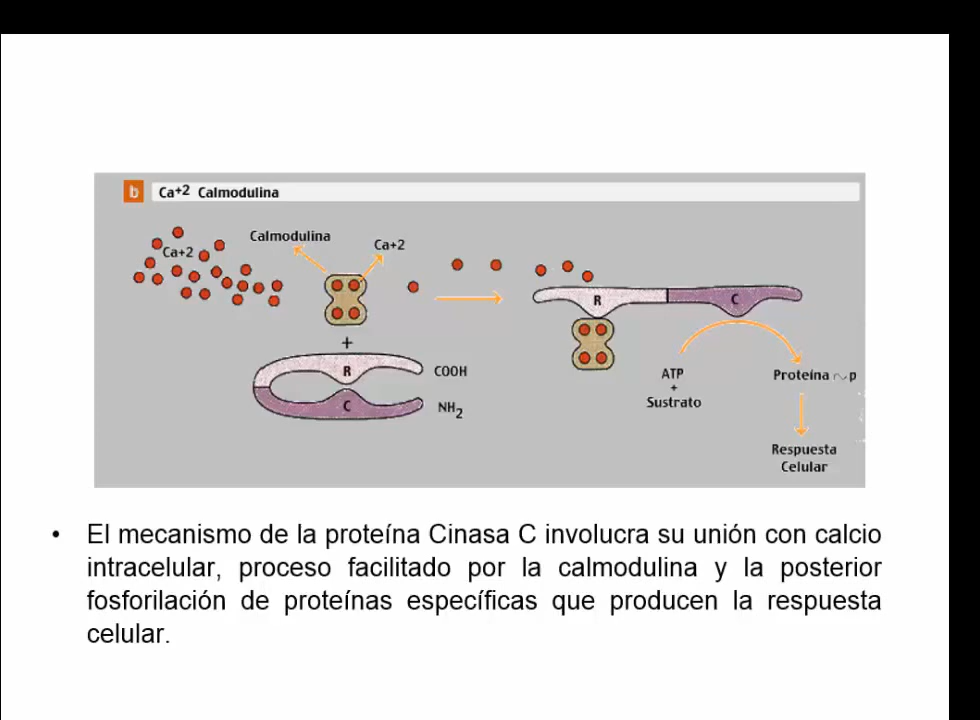 b Ca+2 Calmodulina
Calmodulina
Ca+2
Ca+2
R
C
+
R
COOH
C
NH2
ATP
+
Sustrato
Proteína ~p
Respuesta
Celular
• El mecanismo de la proteína Cinasa C involucra su unión con calcio
intracelular, proceso facilitado por la calmodulina y la posterior
fosforilación de proteínas específicas que producen la respuesta
celular.